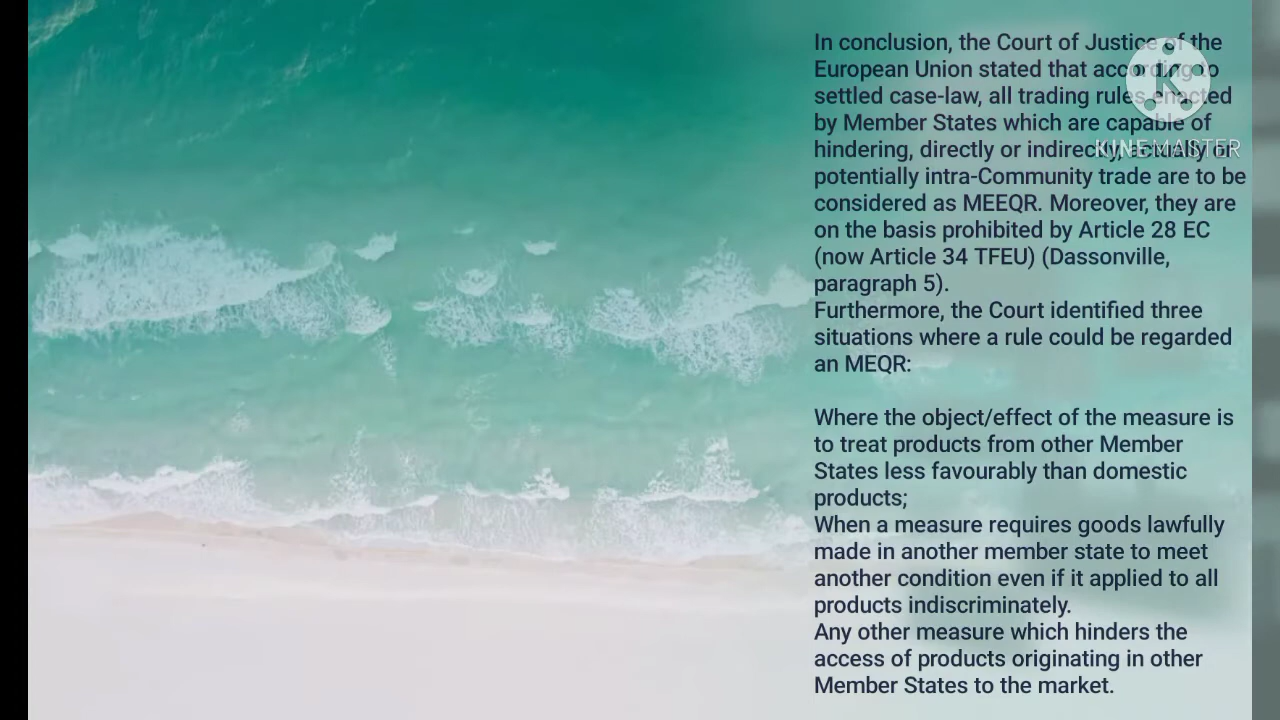 In conclusion, the Court of Justice of the
European Union stated that according to
settled case-law, all trading rules enacted
by Member States which are capable of
hindering, directly or indirectly, actually or
potentially intra-Community trade are to be
considered as MEEQR. Moreover, they are
on the basis prohibited by Article 28 EC
(now Article 34 TFEU) (Dassonville,
paragraph 5).
Furthermore, the Court identified three
situations where a rule could be regarded
an MEQR:
Where the object/effect of the measure is
to treat products from other Member
States less favourably than domestic
products;
When a measure requires goods lawfully
made in another member state to meet
another condition even if it applied to all
products indiscriminately.
Any other measure which hinders the
access of products originating in other
Member States to the market.
K
KINEMASTER